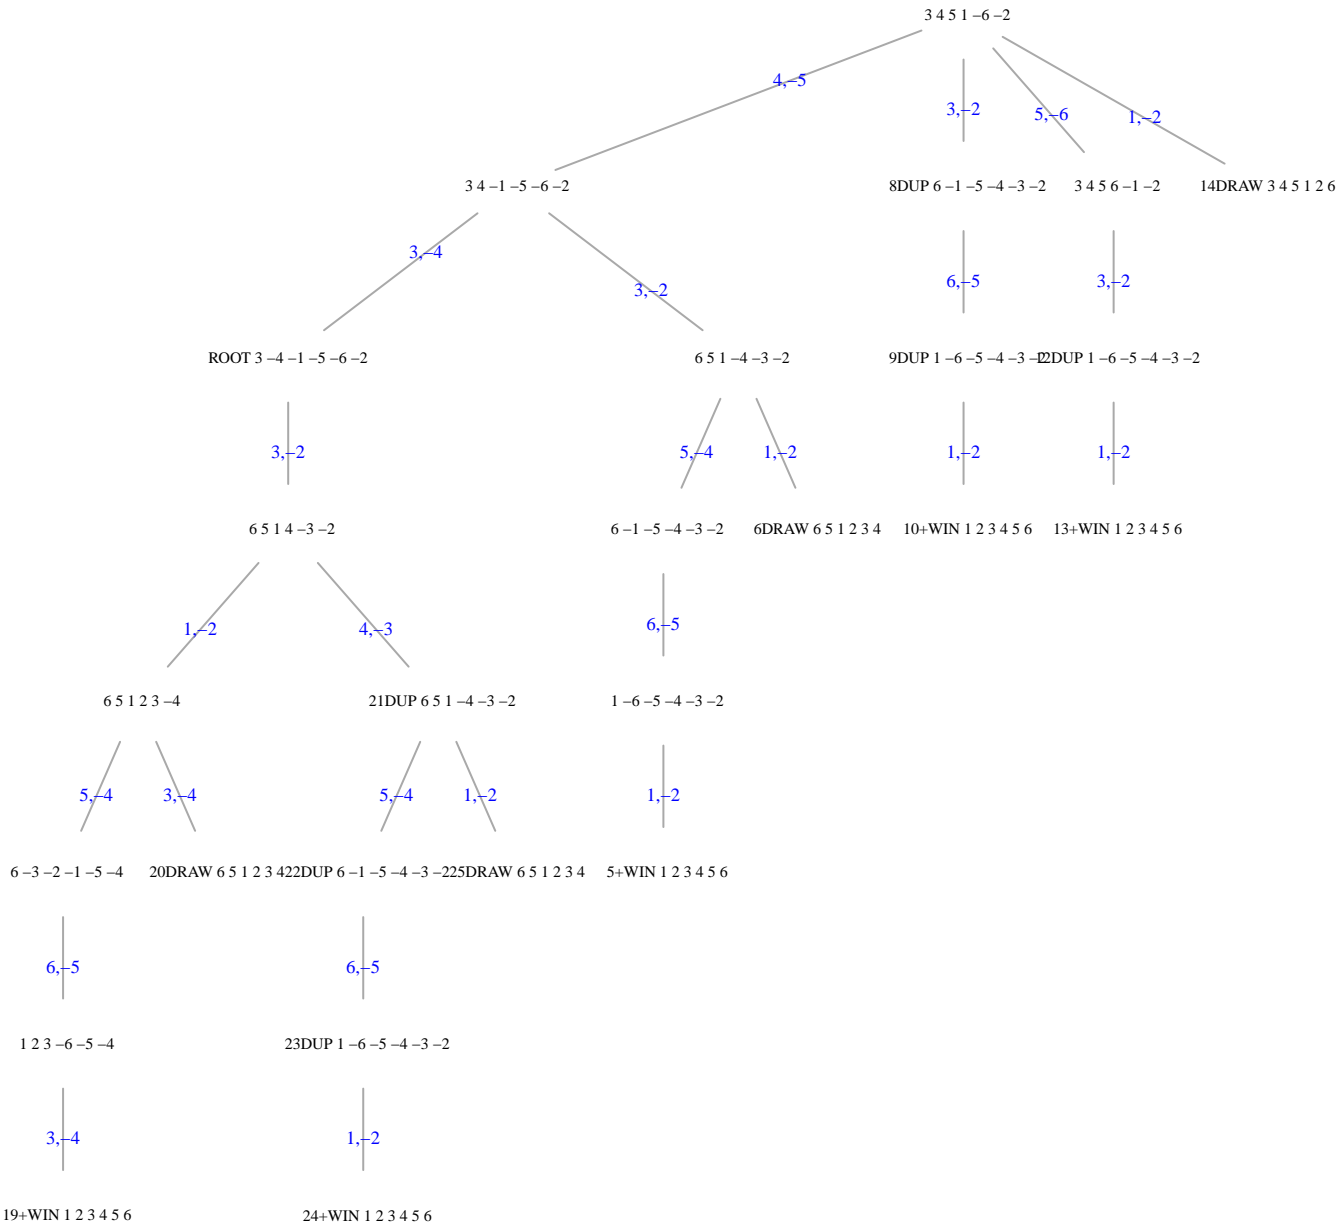 3 4 5 1 –6 –2
4,–5
3,–2
5,–6
1,–2
3 4 –1 –5 –6 –2
8DUP 6 –1 –5 –4 –3 –2
3 4 5 6 –1 –2
14DRAW 3 4 5 1 2 6
3,–4
3,–2
6,–5
3,–2
ROOT 3 –4 –1 –5 –6 –2
6 5 1 –4 –3 –2
9DUP 1 –6 –5 –4 –3 –2
12DUP 1 –6 –5 –4 –3 –2
3,–2
5,–4
1,–2
1,–2
1,–2
6 5 1 4 –3 –2
6 –1 –5 –4 –3 –2
6DRAW 6 5 1 2 3 4
10+WIN 1 2 3 4 5 6
13+WIN 1 2 3 4 5 6
1,–2
4,–3
6,–5
6 5 1 2 3 –4
21DUP 6 5 1 –4 –3 –2
1 –6 –5 –4 –3 –2
5,–4
3,–4
5,–4
1,–2
1,–2
6 –3 –2 –1 –5 –4
20DRAW 6 5 1 2 3 4
22DUP 6 –1 –5 –4 –3 –2
25DRAW 6 5 1 2 3 4
5+WIN 1 2 3 4 5 6
6,–5
6,–5
1 2 3 –6 –5 –4
23DUP 1 –6 –5 –4 –3 –2
3,–4
1,–2
19+WIN 1 2 3 4 5 6
24+WIN 1 2 3 4 5 6